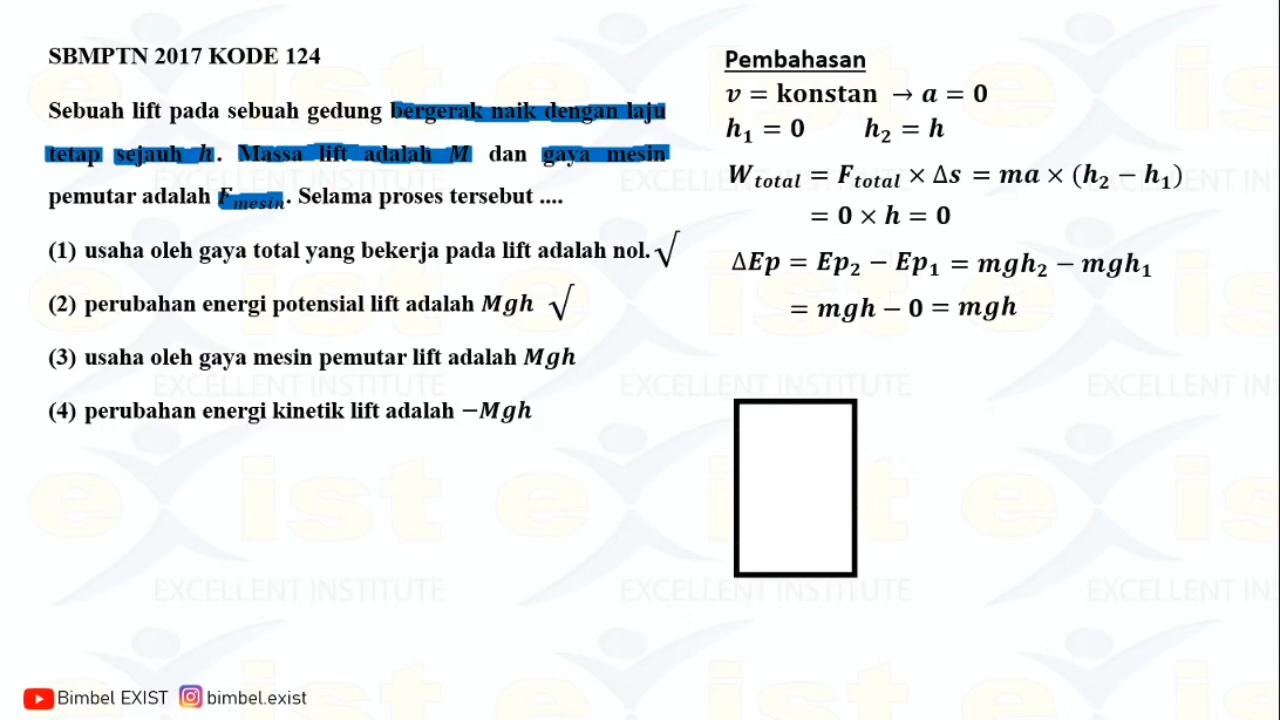 SBMPTN 2017 KODE 124
Sebuah lift pada sebuah gedung bergerak naik dengan laju
tetap sejauh h. Massa lift adalah M dan gaya mesin
pemutar adalah F_mesin. Selama proses tersebut ....
(1) usaha oleh gaya total yang bekerja pada lift adalah nol. √
(2) perubahan energi potensial lift adalah Mgh √
(3) usaha oleh gaya mesin pemutar lift adalah Mgh
(4) perubahan energi kinetik lift adalah −Mgh
Pembahasan
v = konstan → a = 0
h₁ = 0 h₂ = h
W_total = F_total × Δs = ma × (h₂ − h₁)
= 0 × h = 0
ΔEp = Ep₂ − Ep₁ = mgh₂ − mgh₁
= mgh − 0 = mgh
exist
EXCELLENT INSTITUTE
Bimbel EXIST bimbel.exist